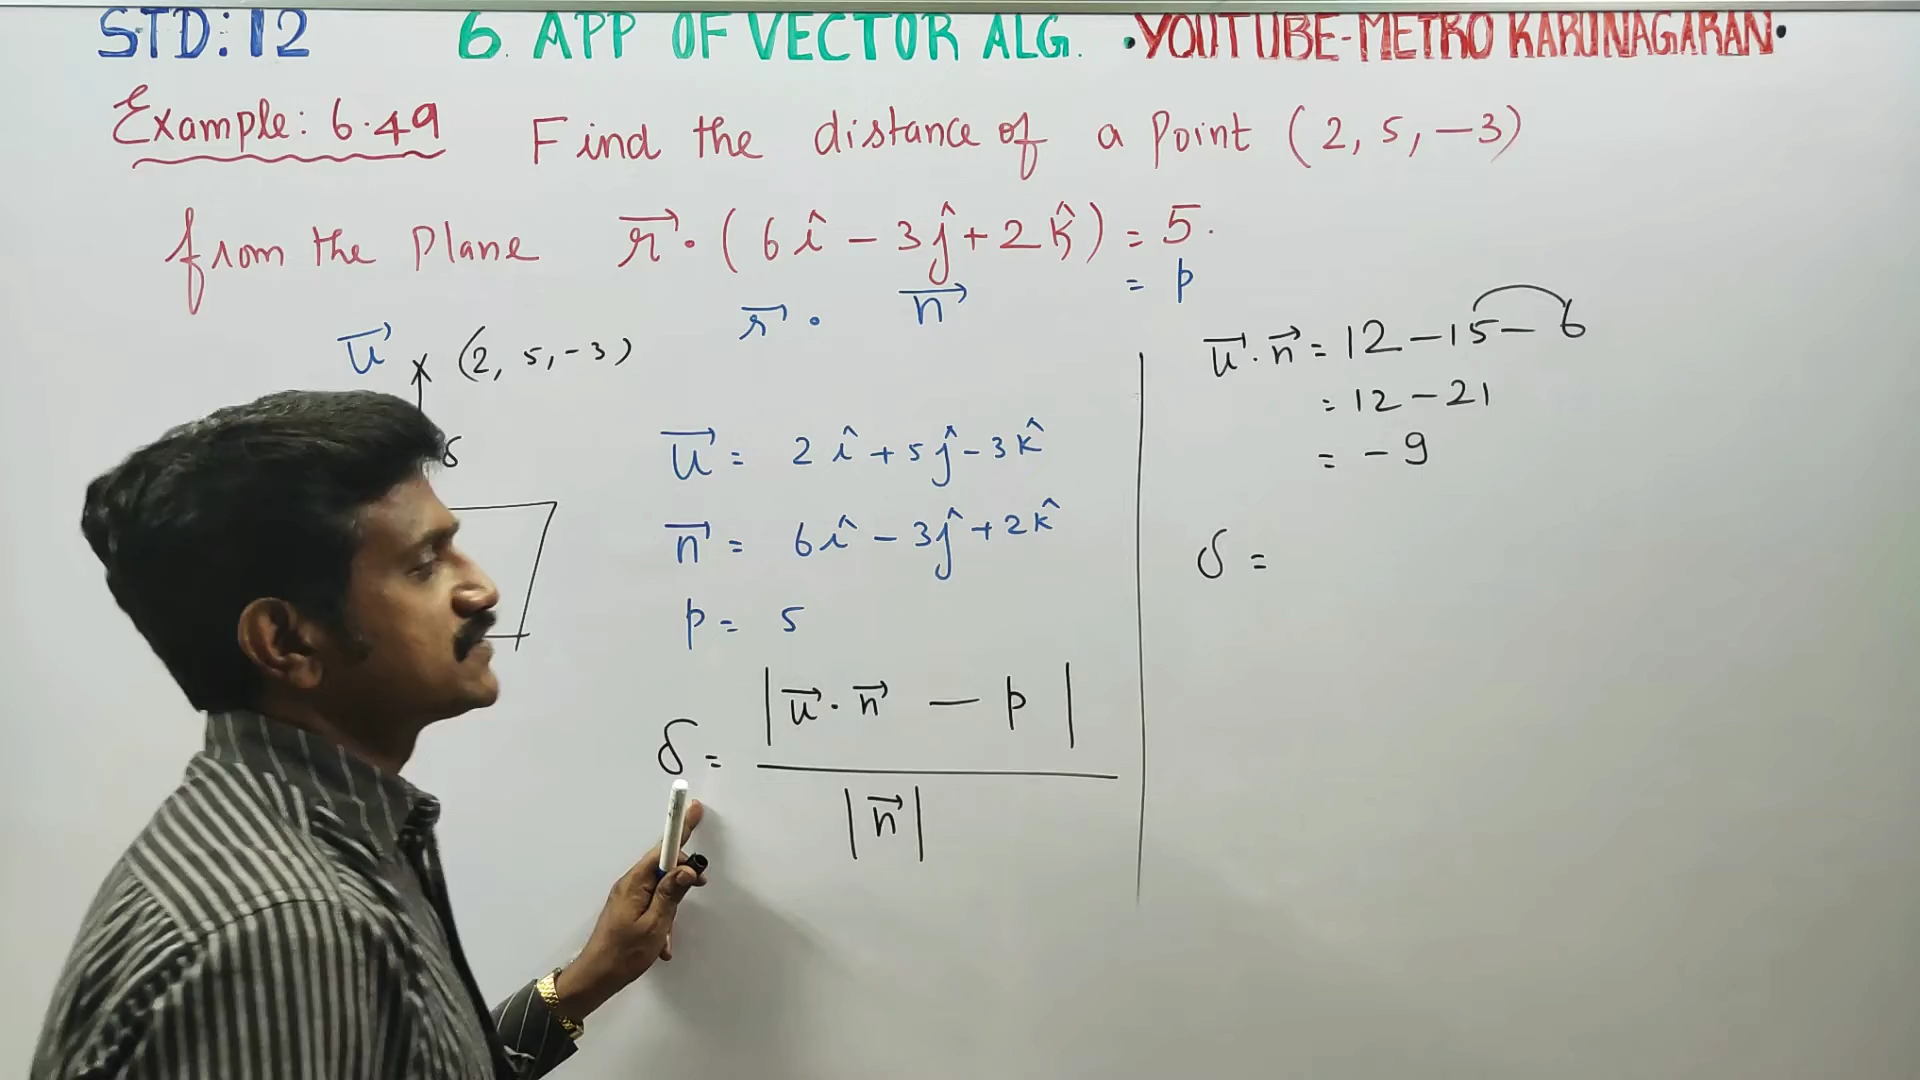 STD:12 6. APP OF VECTOR ALG. •YOUTUBE-METRO KARUNAGARAN•
Example: 6.49 Find the distance of a point (2, 5, -3)
from the plane r⃗·(6î - 3ĵ + 2k̂) = 5.
r⃗ · n⃗ = p
u⃗ × (2, 5, -3)
δ
u⃗ = 2î + 5ĵ - 3k̂
n⃗ = 6î - 3ĵ + 2k̂
p = 5
δ = |u⃗·n⃗ - p|
|n⃗|
u⃗·n⃗ = 12 - 15 - 6
= 12 - 21
= -9
δ =